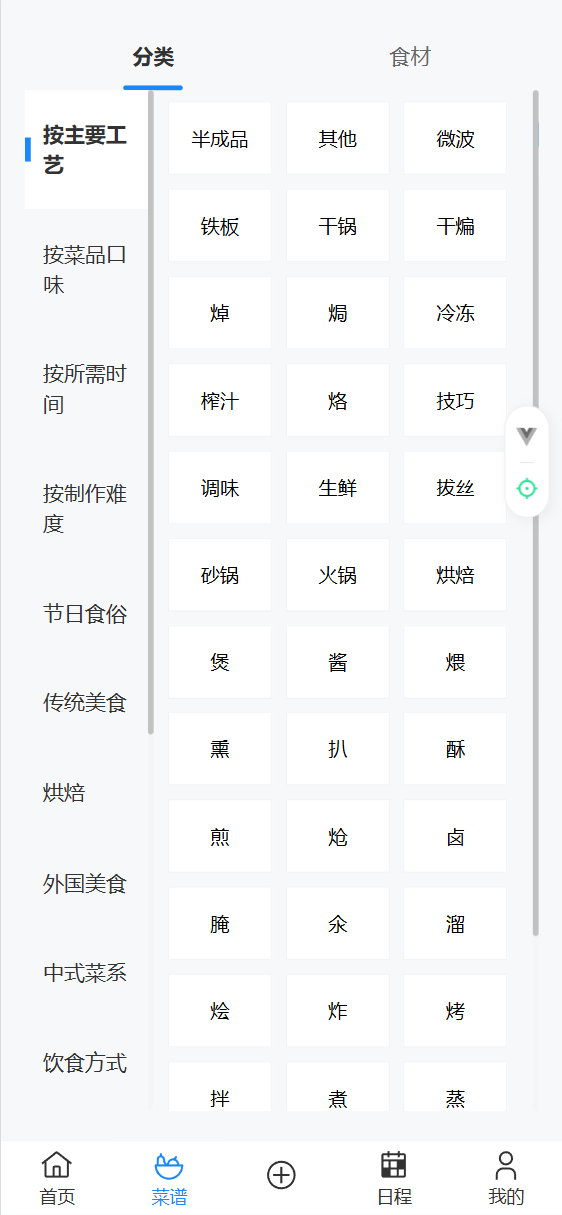 分类
食材
按主要工
艺
按菜品口
味
按所需时
间
按制作难
度
节日食俗
传统美食
烘焙
外国美食
中式菜系
饮食方式
半成品 其他 微波
铁板 干锅 干煸
焯 焗 冷冻
榨汁 烙 技巧
调味 生鲜 拔丝
砂锅 火锅 烘焙
煲 酱 煨
熏 扒 酥
煎 炝 卤
腌 汆 溜
烩 炸 烤
拌 煮 蒸
首页 菜谱 日程 我的